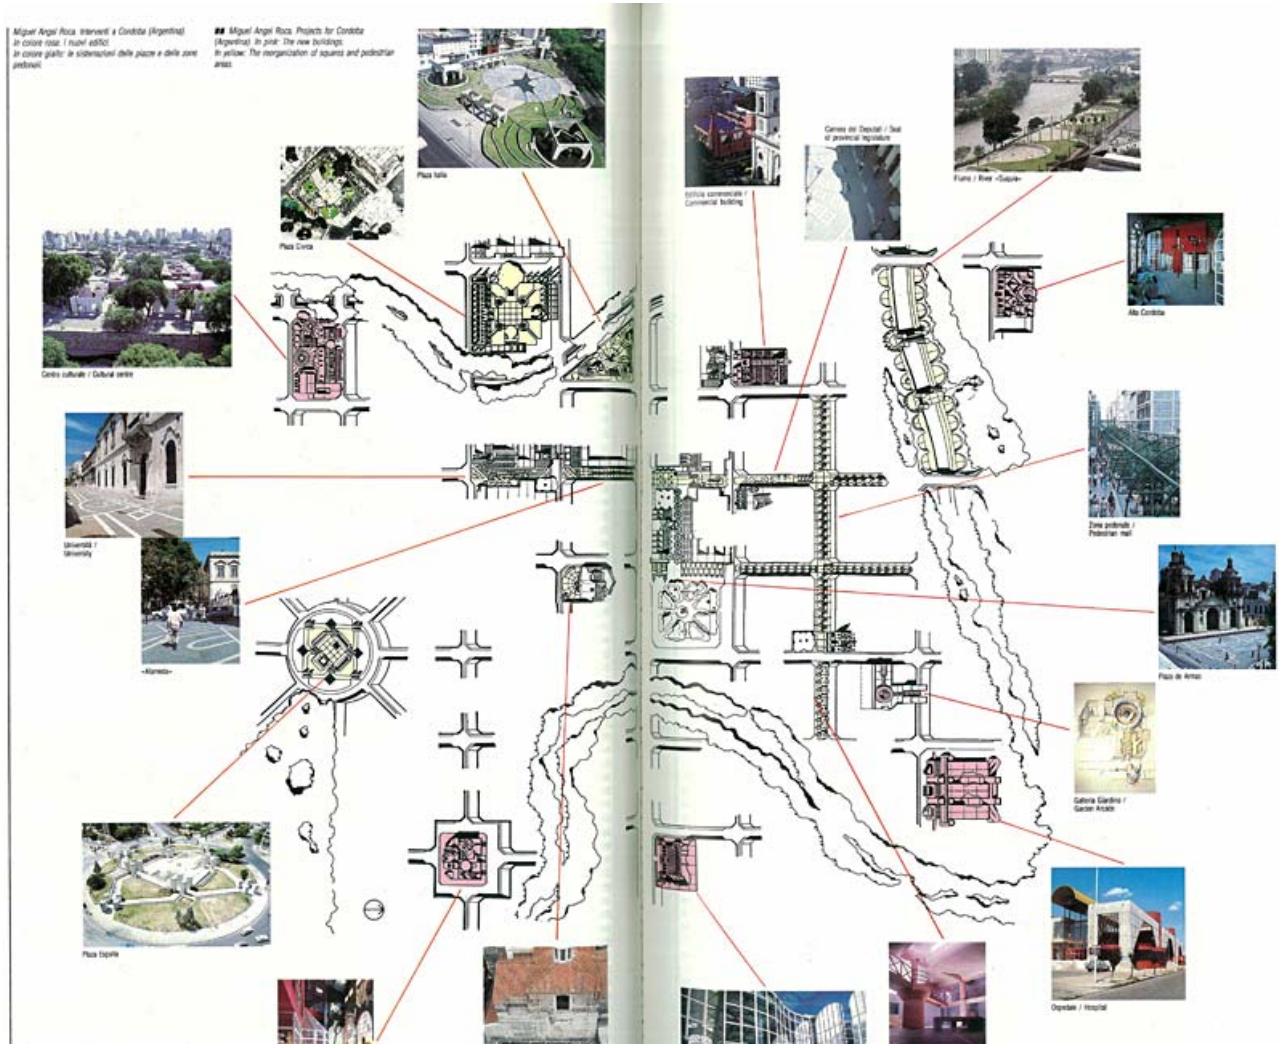 Miguel Angel Roca. Interventi a Cordoba (Argentina).
In colore rosa: i nuovi edifici.
In colore giallo: le sistemazioni delle piazze e delle zone
pedonali.
Miguel Angel Roca. Projects for Cordoba
(Argentina). In pink: The new buildings.
In yellow: The reorganization of squares and pedestrian
areas.
Plaza Italia
Plaza Civica
Centro culturale / Cultural centre
Edificio commerciale /
Commercial building
Camera dei Deputati / Seat
of provincial legislature
Fiume / River «Suquia»
Alta Cordoba
Università /
University
«Alameda»
Zona pedonale /
Pedestrian mall
Plaza de Armas
Galleria Giardino /
Garden Arcade
Plaza España
Ospedale / Hospital